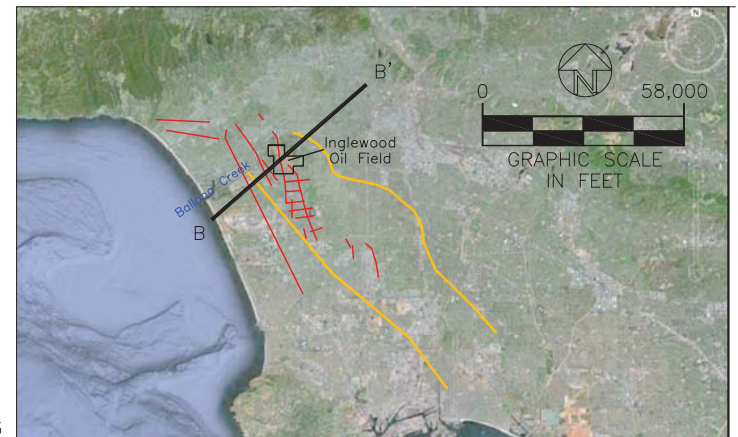 N
B'
0 58,000
N
Inglewood
Oil Field
GRAPHIC SCALE
IN FEET
Ballona Creek
B